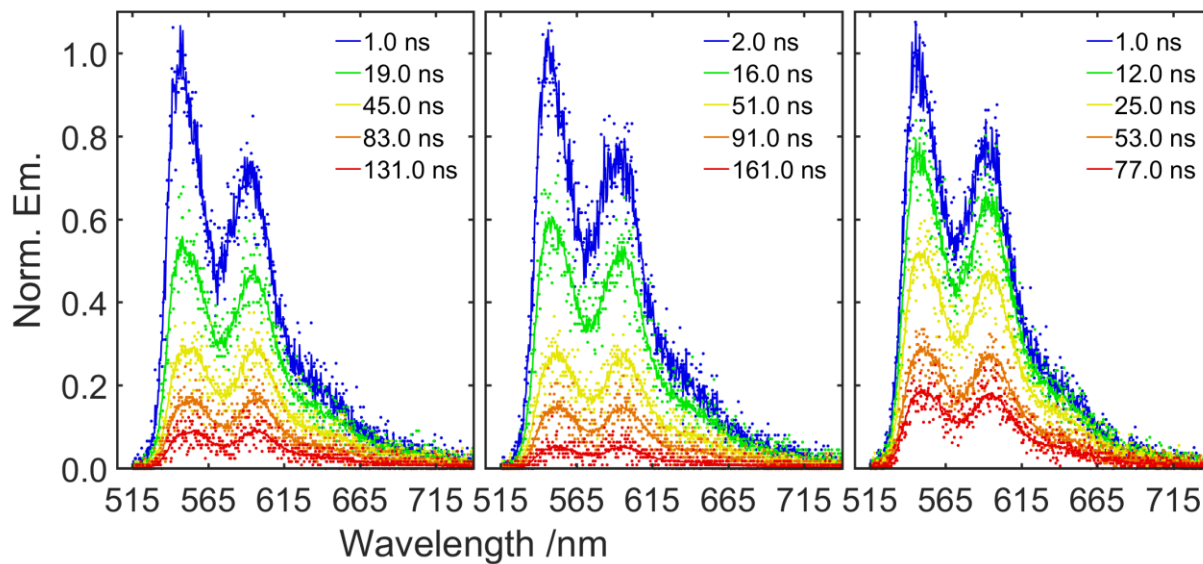 1.0 ns
19.0 ns
45.0 ns
83.0 ns
131.0 ns
2.0 ns
16.0 ns
51.0 ns
91.0 ns
161.0 ns
1.0 ns
12.0 ns
25.0 ns
53.0 ns
77.0 ns
Norm. Em.
1.0
0.8
0.6
0.4
0.2
0.0
515 565 615 665 715 515 565 615 665 715 515 565 615 665 715
Wavelength /nm